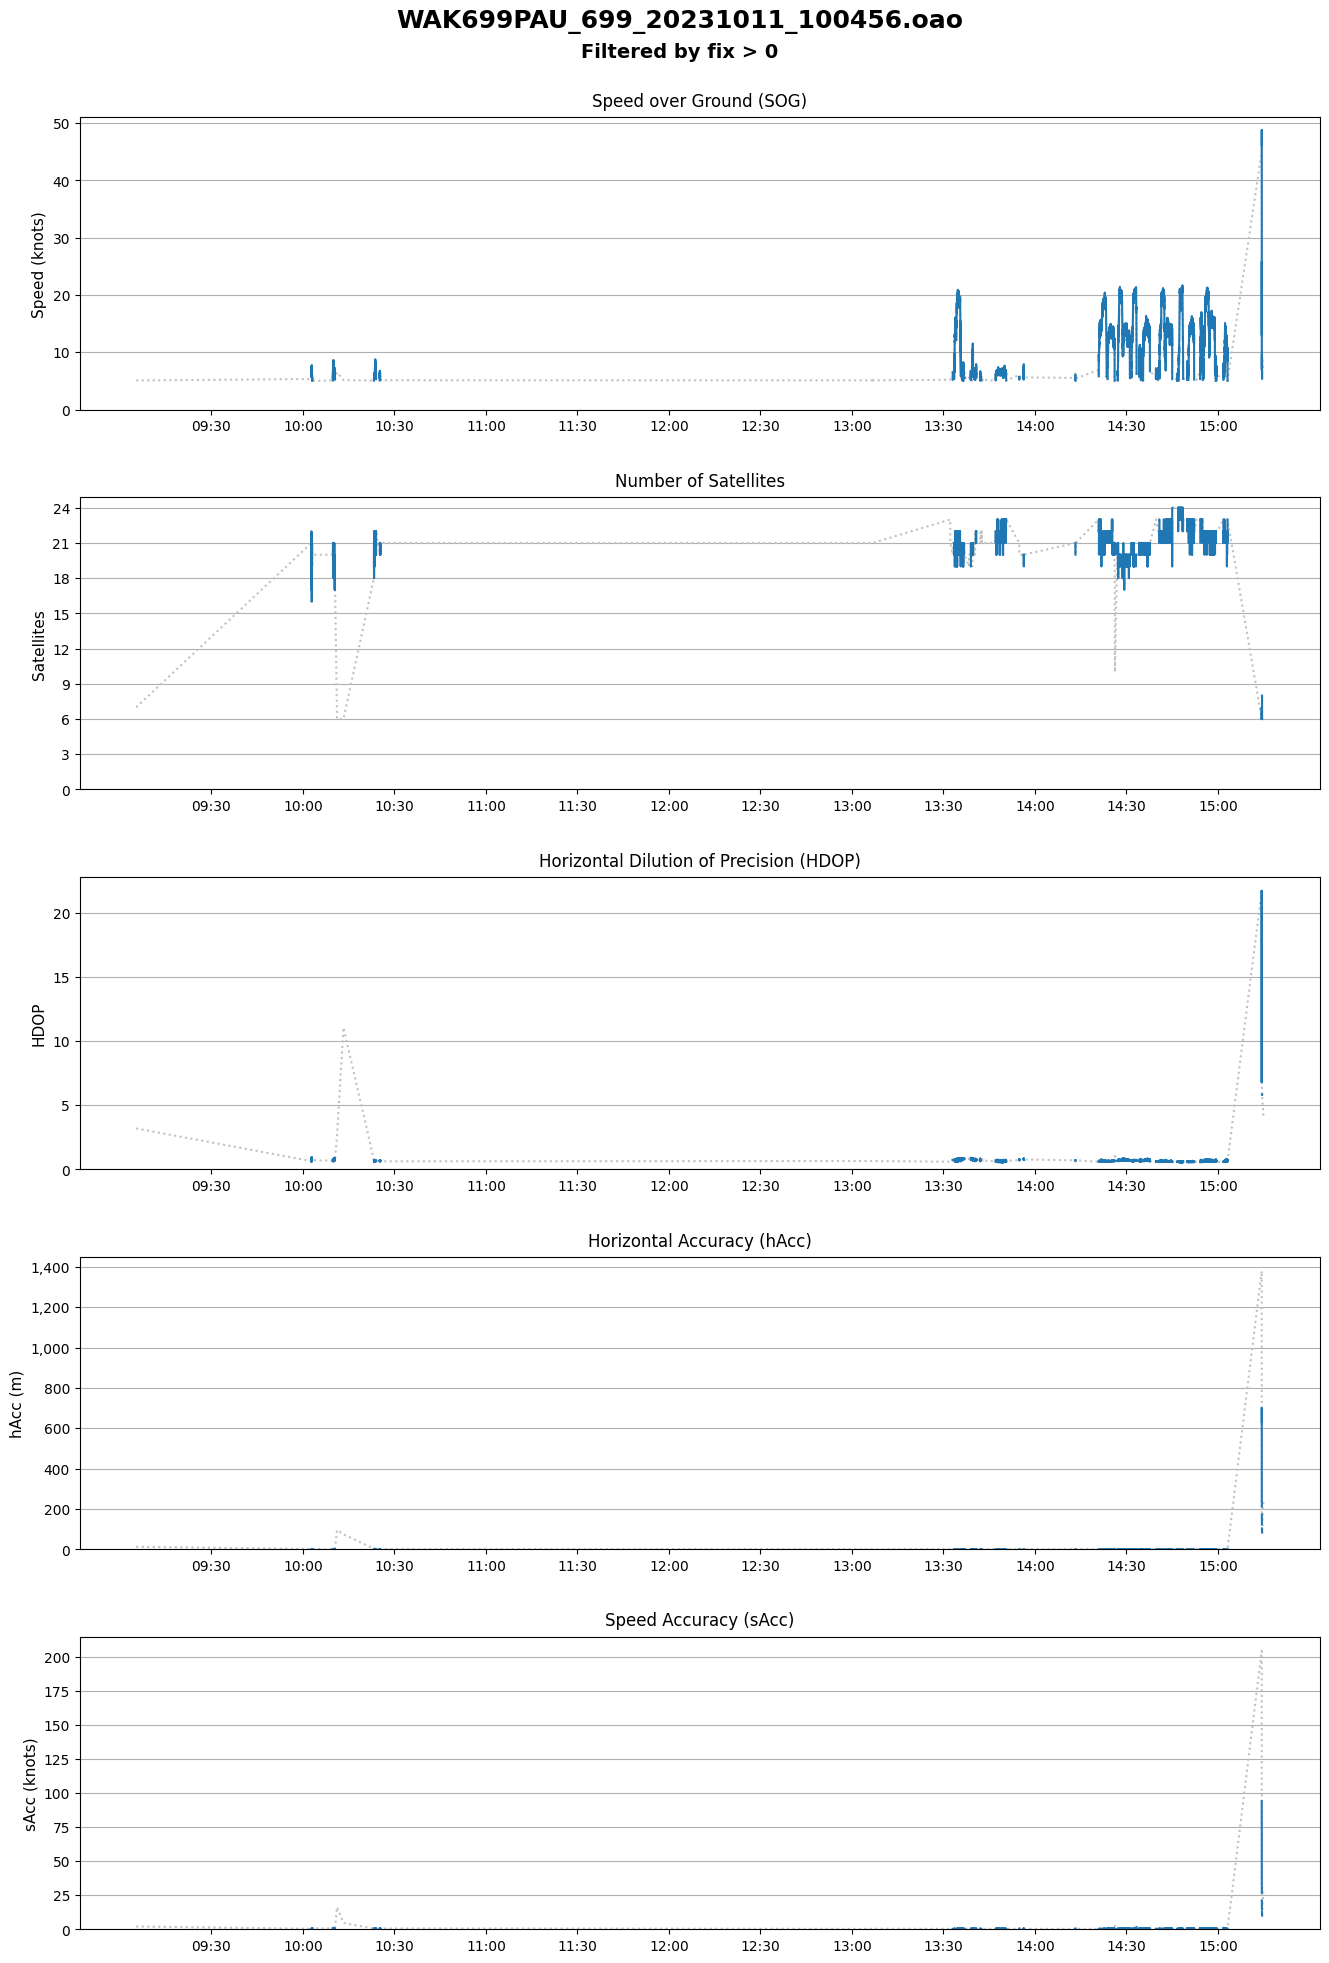 WAK699PAU_699_20231011_100456.oao
Filtered by fix > 0
Speed over Ground (SOG)
Speed (knots)
50
40
30
20
10
0
09:30 10:00 10:30 11:00 11:30 12:00 12:30 13:00 13:30 14:00 14:30 15:00
Number of Satellites
Satellites
24
21
18
15
12
9
6
3
0
09:30 10:00 10:30 11:00 11:30 12:00 12:30 13:00 13:30 14:00 14:30 15:00
Horizontal Dilution of Precision (HDOP)
HDOP
20
15
10
5
0
09:30 10:00 10:30 11:00 11:30 12:00 12:30 13:00 13:30 14:00 14:30 15:00
Horizontal Accuracy (hAcc)
hAcc (m)
1,400
1,200
1,000
800
600
400
200
0
09:30 10:00 10:30 11:00 11:30 12:00 12:30 13:00 13:30 14:00 14:30 15:00
Speed Accuracy (sAcc)
sAcc (knots)
200
175
150
125
100
75
50
25
0
09:30 10:00 10:30 11:00 11:30 12:00 12:30 13:00 13:30 14:00 14:30 15:00